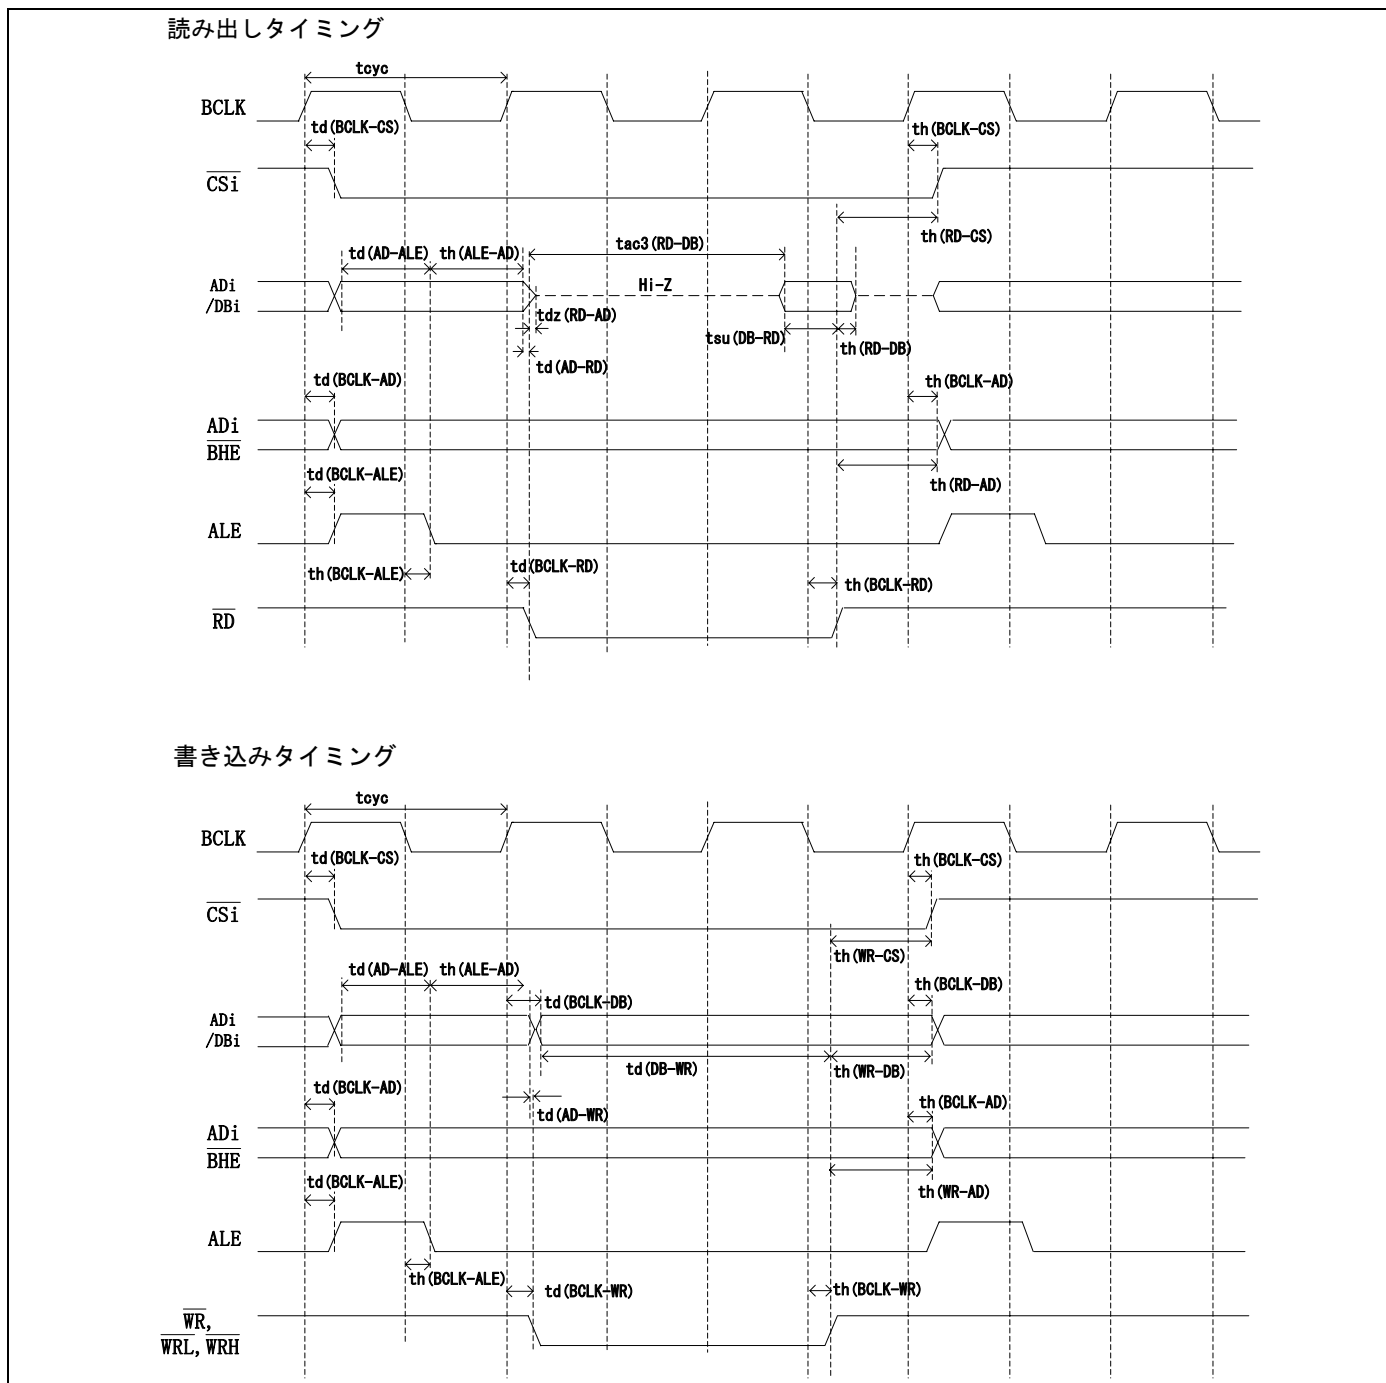 読み出しタイミング
tcyc
BCLK
td(BCLK-CS)
th(BCLK-CS)
CSi
th(RD-CS)
td(AD-ALE)
th(ALE-AD)
tac3(RD-DB)
ADi
/DBi
Hi-Z
tdz(RD-AD)
tsu(DB-RD)
th(RD-DB)
td(AD-RD)
td(BCLK-AD)
th(BCLK-AD)
ADi
BHE
td(BCLK-ALE)
th(RD-AD)
ALE
th(BCLK-ALE)
td(BCLK-RD)
th(BCLK-RD)
RD
書き込みタイミング
tcyc
BCLK
td(BCLK-CS)
th(BCLK-CS)
CSi
th(WR-CS)
td(AD-ALE)
th(ALE-AD)
td(BCLK-DB)
th(BCLK-DB)
ADi
/DBi
td(DB-WR)
th(WR-DB)
td(BCLK-AD)
td(AD-WR)
th(BCLK-AD)
ADi
BHE
td(BCLK-ALE)
th(WR-AD)
ALE
th(BCLK-ALE)
td(BCLK-WR)
th(BCLK-WR)
WR,
WRL, WRH